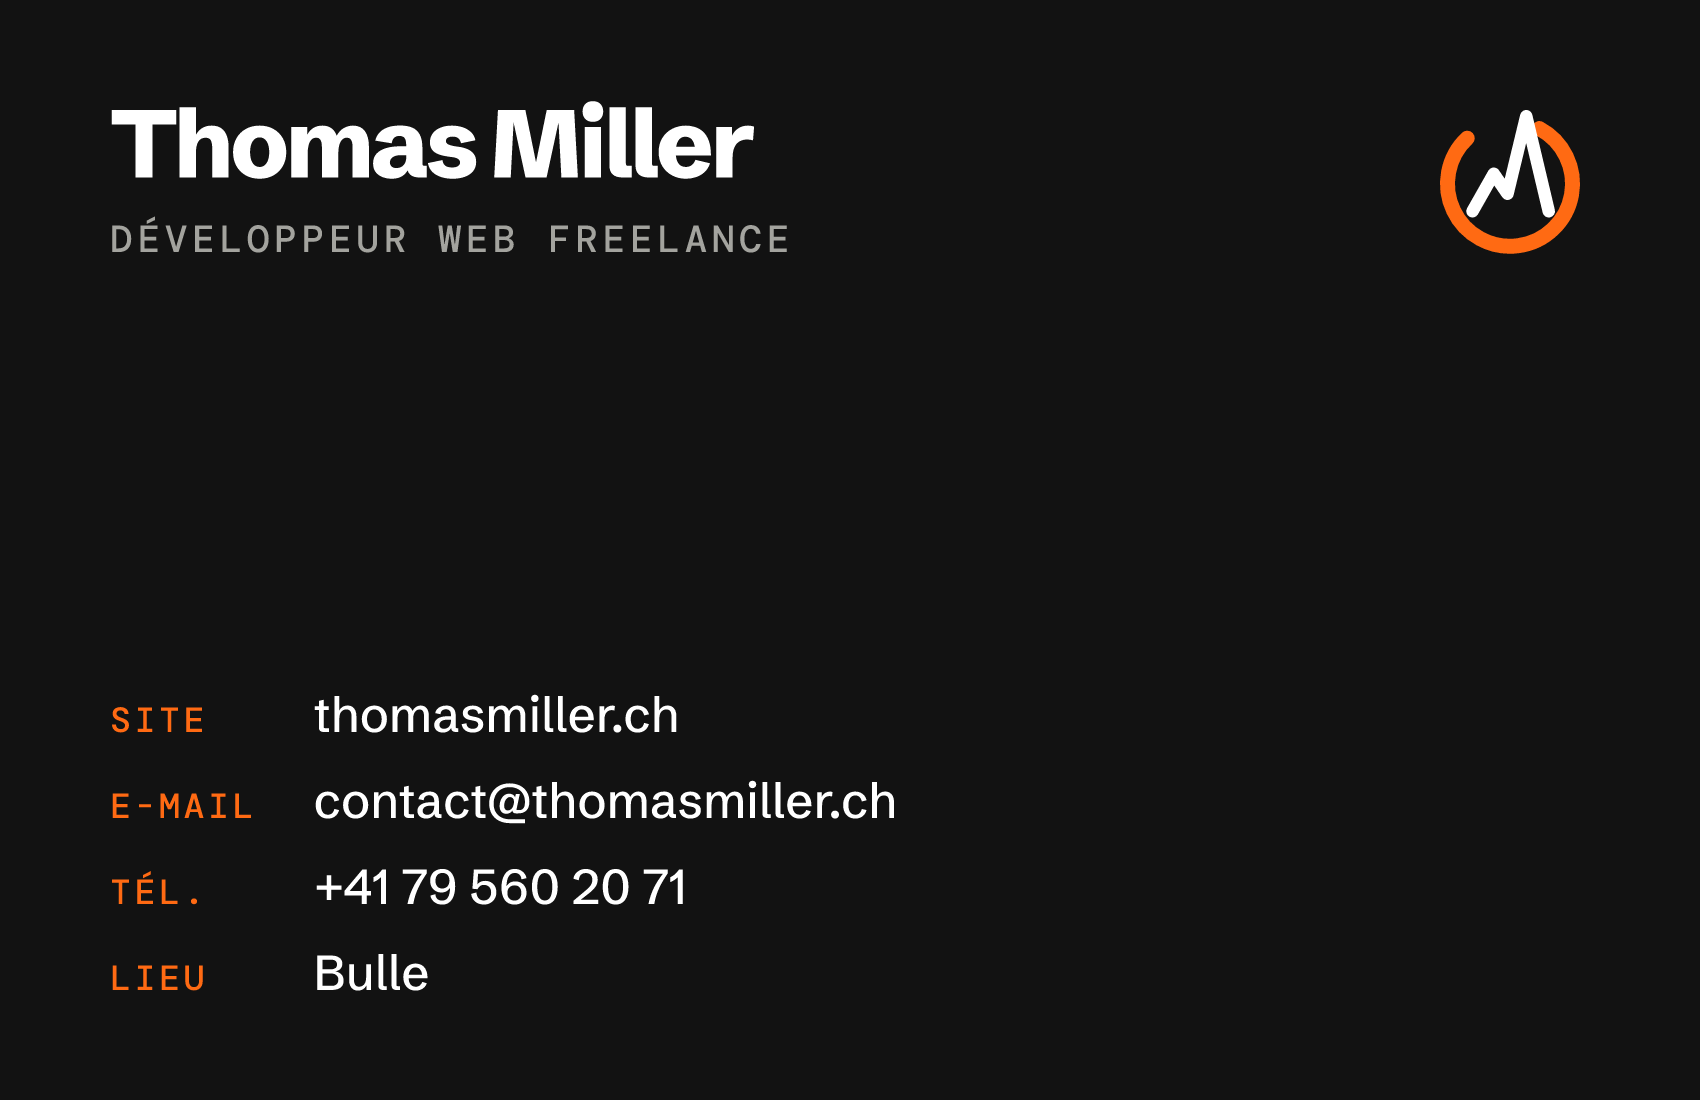 Thomas Miller
DÉVELOPPEUR WEB FREELANCE
SITE thomasmiller.ch
E-MAIL contact@thomasmiller.ch
TÉL. +41 79 560 20 71
LIEU Bulle